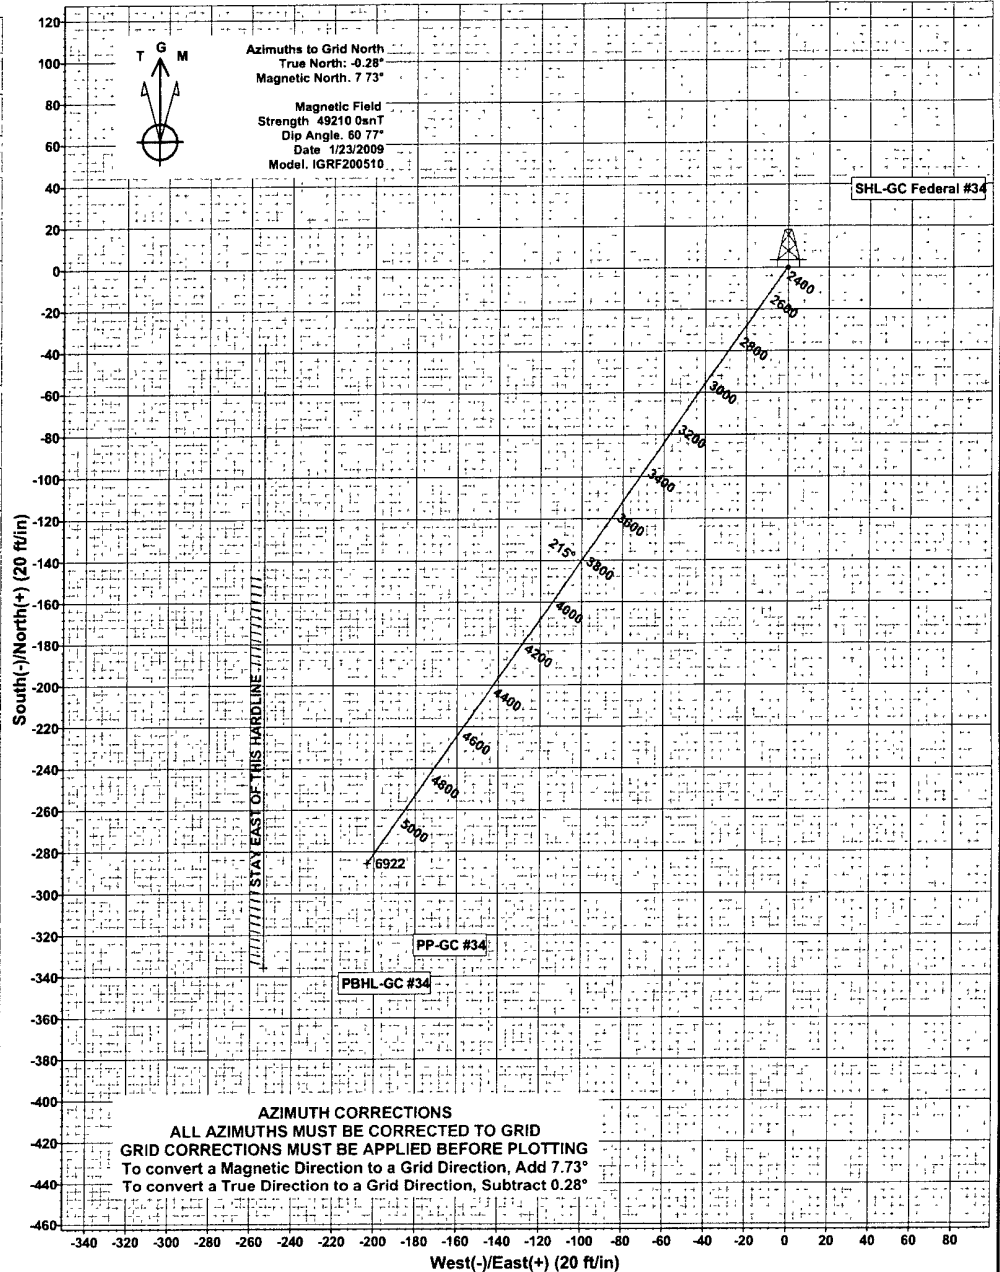 T G M
Azimuths to Grid North
True North: -0.28°
Magnetic North. 7 73°
Magnetic Field
Strength 49210 0snT
Dip Angle. 60 77°
Date 1/23/2009
Model. IGRF200510
SHL-GC Federal #34
120
100
80
60
40
20
0
-20
-40
-60
-80
-100
-120
-140
-160
-180
-200
-220
-240
-260
-280
-300
-320
-340
-360
-380
-400
-420
-440
-460
South(-)/North(+) (20 ft/in)
2400
2600
2800
3000
3200
3400
3600
215°
3800
4000
4200
4400
4600
4800
5000
6922
STAY EAST OF THIS HARDLINE
PP-GC #34
PBHL-GC #34
AZIMUTH CORRECTIONS
ALL AZIMUTHS MUST BE CORRECTED TO GRID
GRID CORRECTIONS MUST BE APPLIED BEFORE PLOTTING
To convert a Magnetic Direction to a Grid Direction, Add 7.73°
To convert a True Direction to a Grid Direction, Subtract 0.28°
-340 -320 -300 -280 -260 -240 -220 -200 -180 -160 -140 -120 -100 -80 -60 -40 -20 0 20 40 60 80
West(-)/East(+) (20 ft/in)